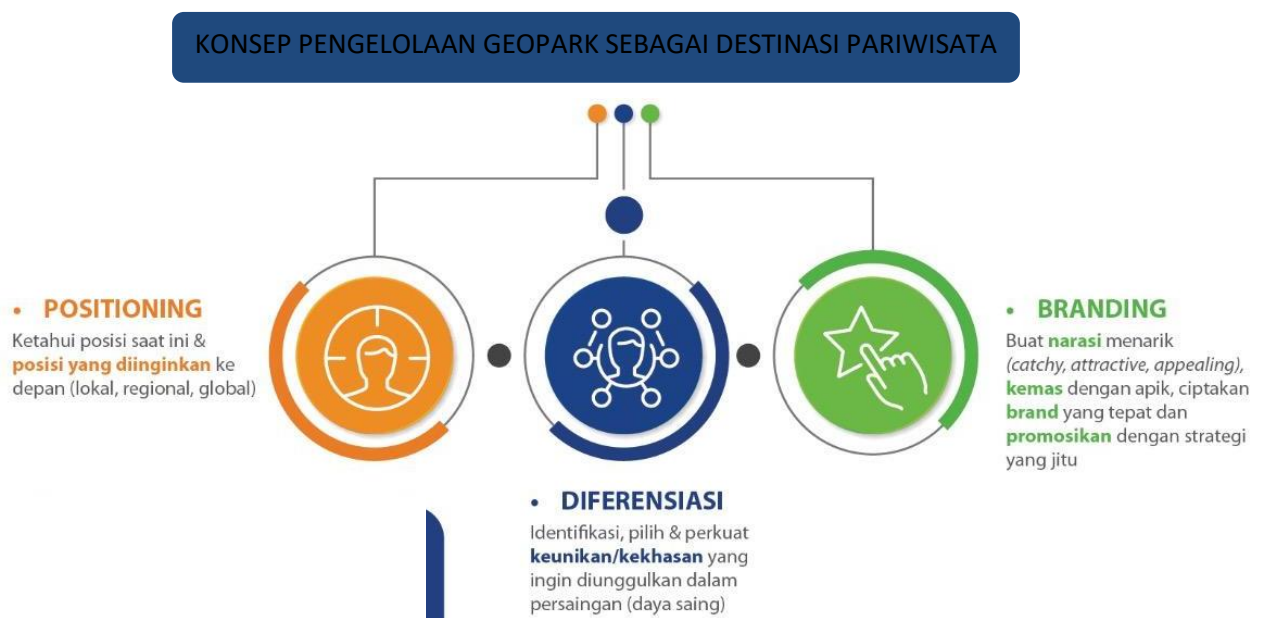 KONSEP PENGELOLAAN GEOPARK SEBAGAI DESTINASI PARIWISATA
• POSITIONING
Ketahui posisi saat ini &
posisi yang diinginkan ke
depan (lokal, regional, global)
• DIFERENSIASI
Identifikasi, pilih & perkuat
keunikan/kekhasan yang
ingin diunggulkan dalam
persaingan (daya saing)
• BRANDING
Buat narasi menarik
(catchy, attractive, appealing),
kemas dengan apik, ciptakan
brand yang tepat dan
promosikan dengan strategi
yang jitu